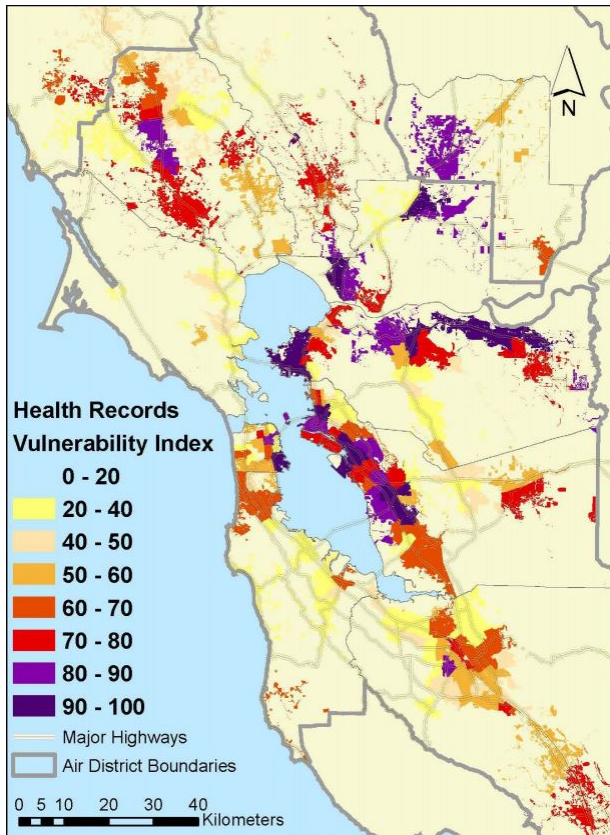 N
Health Records
Vulnerability Index
0 - 20
20 - 40
40 - 50
50 - 60
60 - 70
70 - 80
80 - 90
90 - 100
Major Highways
Air District Boundaries
0 5 10 20 30 40
Kilometers